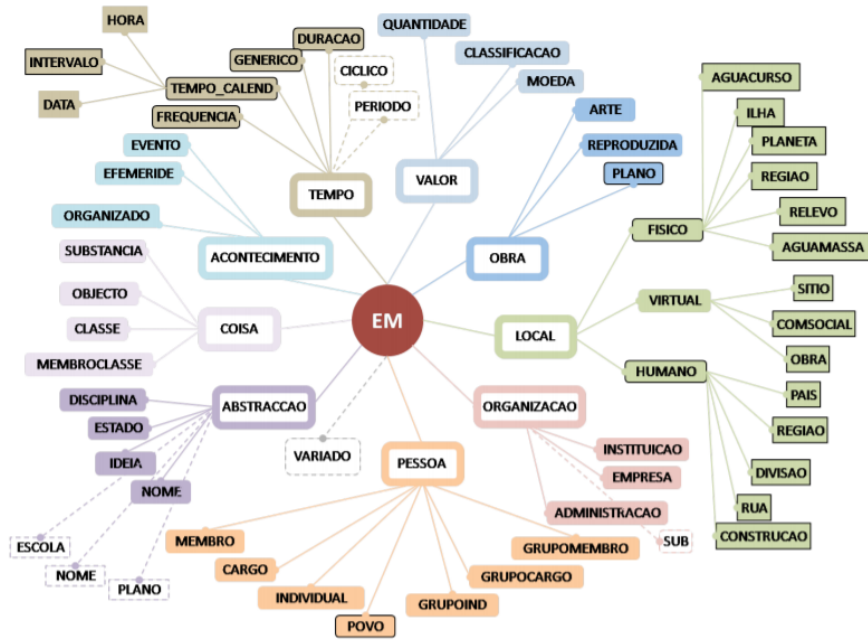 HORA
INTERVALO
DATA
TEMPO_CALEND
GENERICO
DURACAO
FREQUENCIA
CICLICO
PERIODO
TEMPO
QUANTIDADE
CLASSIFICACAO
MOEDA
VALOR
ARTE
REPRODUZIDA
PLANO
OBRA
EVENTO
EFEMERIDE
ORGANIZADO
ACONTECIMENTO
SUBSTANCIA
OBJECTO
CLASSE
MEMBROCLASSE
COISA
EM
LOCAL
FISICO
AGUACURSO
ILHA
PLANETA
REGIAO
RELEVO
AGUAMASSA
VIRTUAL
SITIO
COMSOCIAL
OBRA
HUMANO
PAIS
REGIAO
DIVISAO
RUA
CONSTRUCAO
DISCIPLINA
ESTADO
IDEIA
NOME
ABSTRACCAO
ESCOLA
NOME
PLANO
VARIADO
PESSOA
MEMBRO
CARGO
INDIVIDUAL
POVO
GRUPOIND
GRUPOCARGO
GRUPOMEMBRO
ORGANIZACAO
INSTITUICAO
EMPRESA
ADMINISTRACAO
SUB